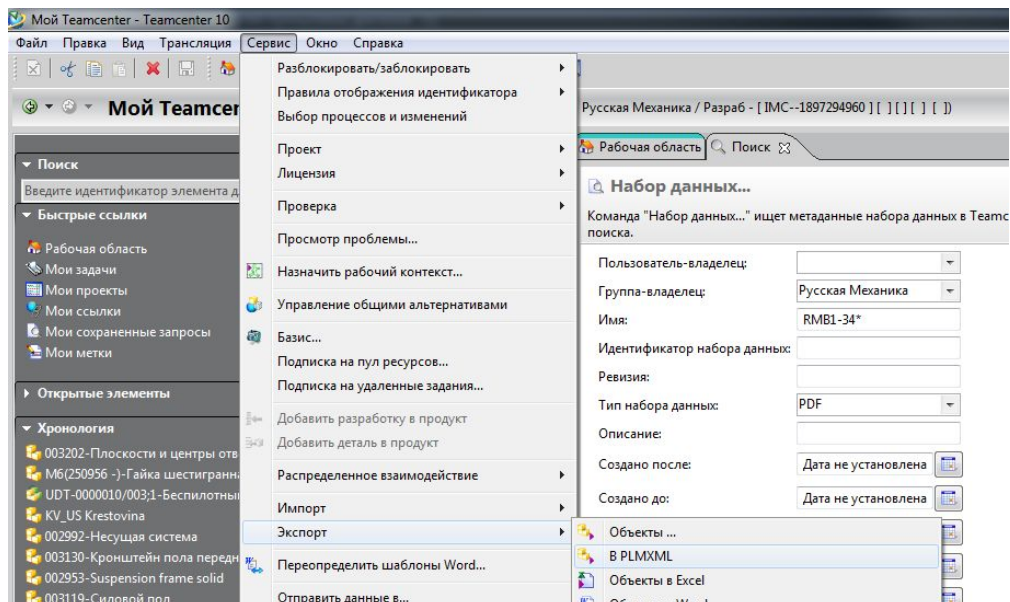 Мой Teamcenter - Teamcenter 10
Файл Правка Вид Трансляция Сервис Окно Справка
Мой Teamcen
Русская Механика / Разраб - [ IMC--1897294960 ] [ ] [ ] [ ] [ ])
Поиск
Введите идентификатор элемента д
Быстрые ссылки
Рабочая область
Мои задачи
Мои проекты
Мои ссылки
Мои сохраненные запросы
Мои метки
Открытые элементы
Хронология
003202-Плоскости и центры отв
М6(250956 -)-Гайка шестигранна
UDT-0000010/003;1-Беспилотны
KV_US Krestovina
002992-Несущая система
003130-Кронштейн пола передн
002953-Suspension frame solid
003119-Силовой пол
Разблокировать/заблокировать
Правила отображения идентификатора
Выбор процессов и изменений
Проект
Лицензия
Проверка
Просмотр проблемы...
Назначить рабочий контекст...
Управление общими альтернативами
Базис...
Подписка на пул ресурсов...
Подписка на удаленные задания...
Добавить разработку в продукт
Добавить деталь в продукт
Распределенное взаимодействие
Импорт
Экспорт
Переопределить шаблоны Word...
Отправить данные в...
Объекты ...
В PLMXML
Объекты в Excel
Рабочая область Поиск
Набор данных...
Команда "Набор данных..." ищет метаданные набора данных в Teamc
поиска.
Пользователь-владелец:
Группа-владелец: Русская Механика
Имя: RMB1-34*
Идентификатор набора данных:
Ревизия:
Тип набора данных: PDF
Описание:
Создано после: Дата не установлена
Создано до: Дата не установлена